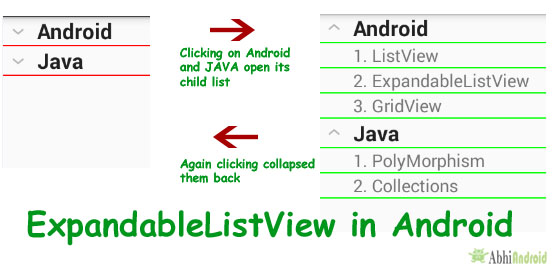 Android
Java
Clicking on Android
and JAVA open its
child list
Again clicking collapsed
them back
Android
1. ListView
2. ExpandableListView
3. GridView
Java
1. PolyMorphism
2. Collections
ExpandableListView in Android
AbhiAndroid